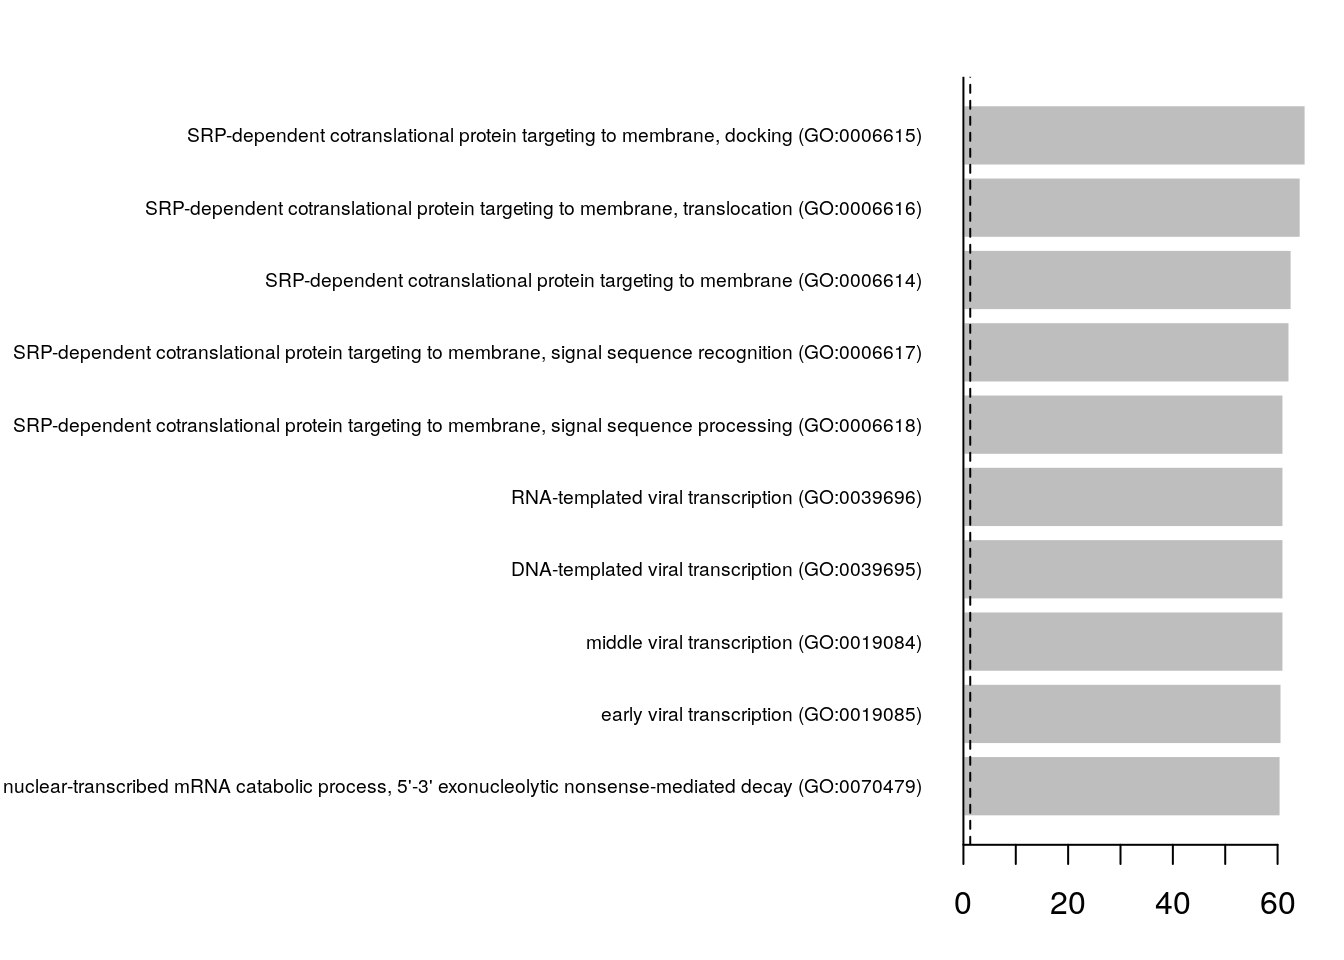 SRP-dependent cotranslational protein targeting to membrane, docking (GO:0006615)
SRP-dependent cotranslational protein targeting to membrane, translocation (GO:0006616)
SRP-dependent cotranslational protein targeting to membrane (GO:0006614)
SRP-dependent cotranslational protein targeting to membrane, signal sequence recognition (GO:0006617)
SRP-dependent cotranslational protein targeting to membrane, signal sequence processing (GO:0006618)
RNA-templated viral transcription (GO:0039696)
DNA-templated viral transcription (GO:0039695)
middle viral transcription (GO:0019084)
early viral transcription (GO:0019085)
nuclear-transcribed mRNA catabolic process, 5'-3' exonucleolytic nonsense-mediated decay (GO:0070479)
0 20 40 60